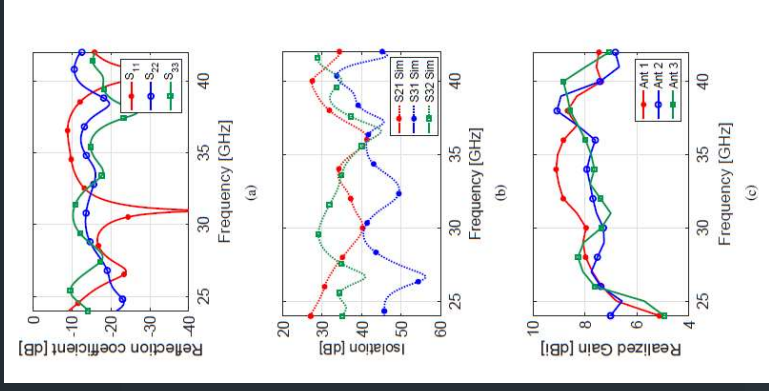 Reflection coefficient [dB]
0
-10
-20
-30
-40
25
30
35
40
Frequency [GHz]
S11
S22
S33
(a)
Isolation [dB]
20
30
40
50
60
25
30
35
40
Frequency [GHz]
S21 Sim
S31 Sim
S32 Sim
(b)
Realized Gain [dBi]
10
8
6
4
25
30
35
40
Frequency [GHz]
Ant 1
Ant 2
Ant 3
(c)